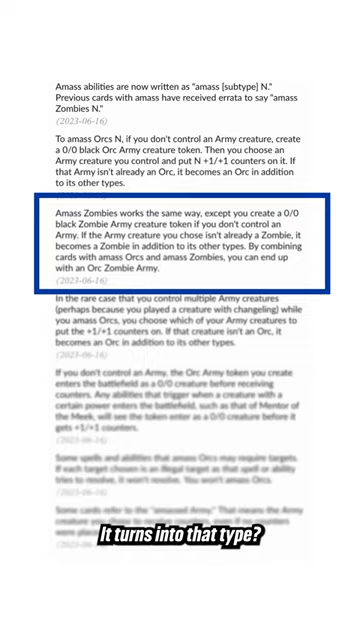 Amass abilities are now written as "amass [subtype] N."
Previous cards with amass have received errata to say "amass
Zombies N."
(2023-06-16)
To amass Orcs N, if you don't control an Army creature, create
a 0/0 black Orc Army creature token. Then you choose an
Army creature you control and put N +1/+1 counters on it. If
that Army isn't already an Orc, it becomes an Orc in addition
to its other types.
(2023-06-16)
Amass Zombies works the same way, except you create a 0/0
black Zombie Army creature token if you don't control an
Army. If the Army creature you chose isn't already a Zombie, it
becomes a Zombie in addition to its other types. By combining
cards with amass Orcs and amass Zombies, you can end up
with an Orc Zombie Army.
(2023-06-16)
In the rare case that you control multiple Army creatures
(perhaps because you played a creature with changeling) while
you amass Orcs, you choose which of your Army creatures to
put the +1/+1 counters on. If that creature isn't an Orc, it
becomes an Orc in addition to its other types.
(2023-06-16)
If you don't control an Army, the Orc Army token you create
enters the battlefield as a 0/0 creature before receiving
counters. Any abilities that trigger when a creature with a
certain power enters the battlefield, such as that of Mentor of
the Meek, will see the token enter as a 0/0 creature before it
gets +1/+1 counters.
(2023-06-16)
Some spells and abilities that amass Orcs may require targets.
If each target chosen is an illegal target as that spell or ability
tries to resolve, it won't resolve. You won't amass Orcs.
(2023-06-16)
Some cards refer to the "amassed Army." That means the Army
creature you chose to receive counters, even if no counters
were placed
It turns into that type?